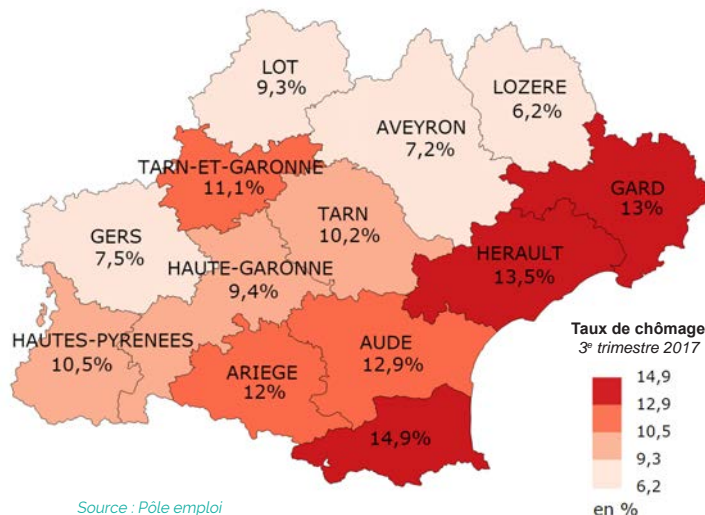 LOT
9,3%
LOZERE
6,2%
AVEYRON
7,2%
TARN-ET-GARONNE
11,1%
GARD
13%
TARN
10,2%
GERS
7,5%
HAUTE-GARONNE
9,4%
HERAULT
13,5%
HAUTES-PYRENEES
10,5%
ARIEGE
12%
AUDE
12,9%
14,9%
Taux de chômage
3e trimestre 2017
14,9
12,9
10,5
9,3
6,2
en %
Source : Pôle emploi